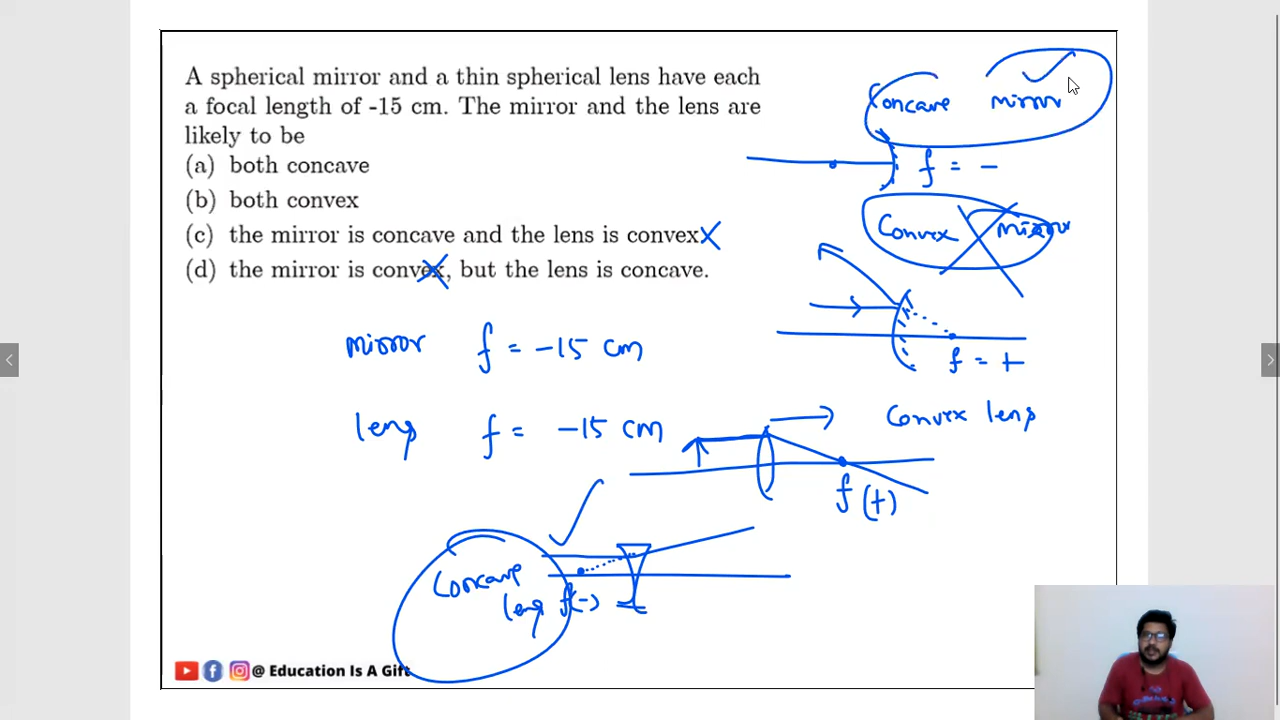 A spherical mirror and a thin spherical lens have each
a focal length of -15 cm. The mirror and the lens are
likely to be
(a) both concave
(b) both convex
(c) the mirror is concave and the lens is convex
(d) the mirror is convex, but the lens is concave.
Concave mirror
f = -
Convex mirror
f = +
mirror f = -15 cm
lens f = -15 cm
Convex lens
f (+)
Concave
lens f(-)
@ Education Is A Gift